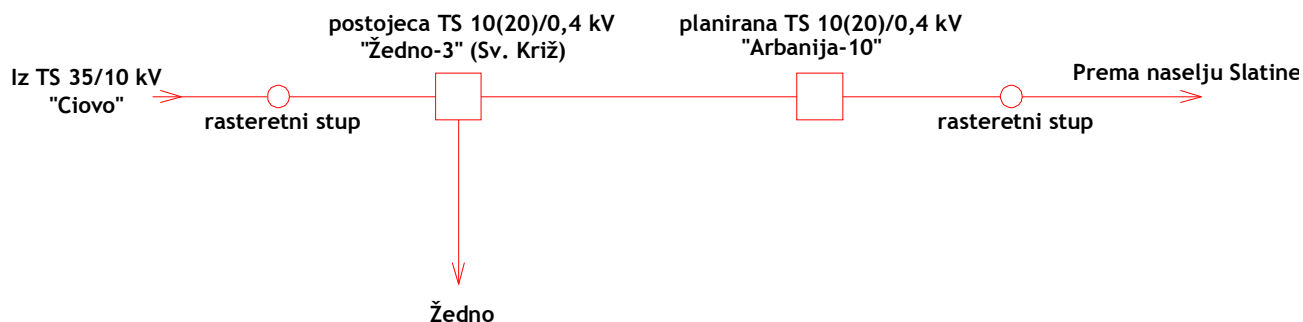 postojeca TS 10(20)/0,4 kV
"Žedno-3" (Sv. Križ)
planirana TS 10(20)/0,4 kV
"Arbanija-10"
Iz TS 35/10 kV
"Ciovo"
Prema naselju Slatine
rasteretni stup
rasteretni stup
Žedno